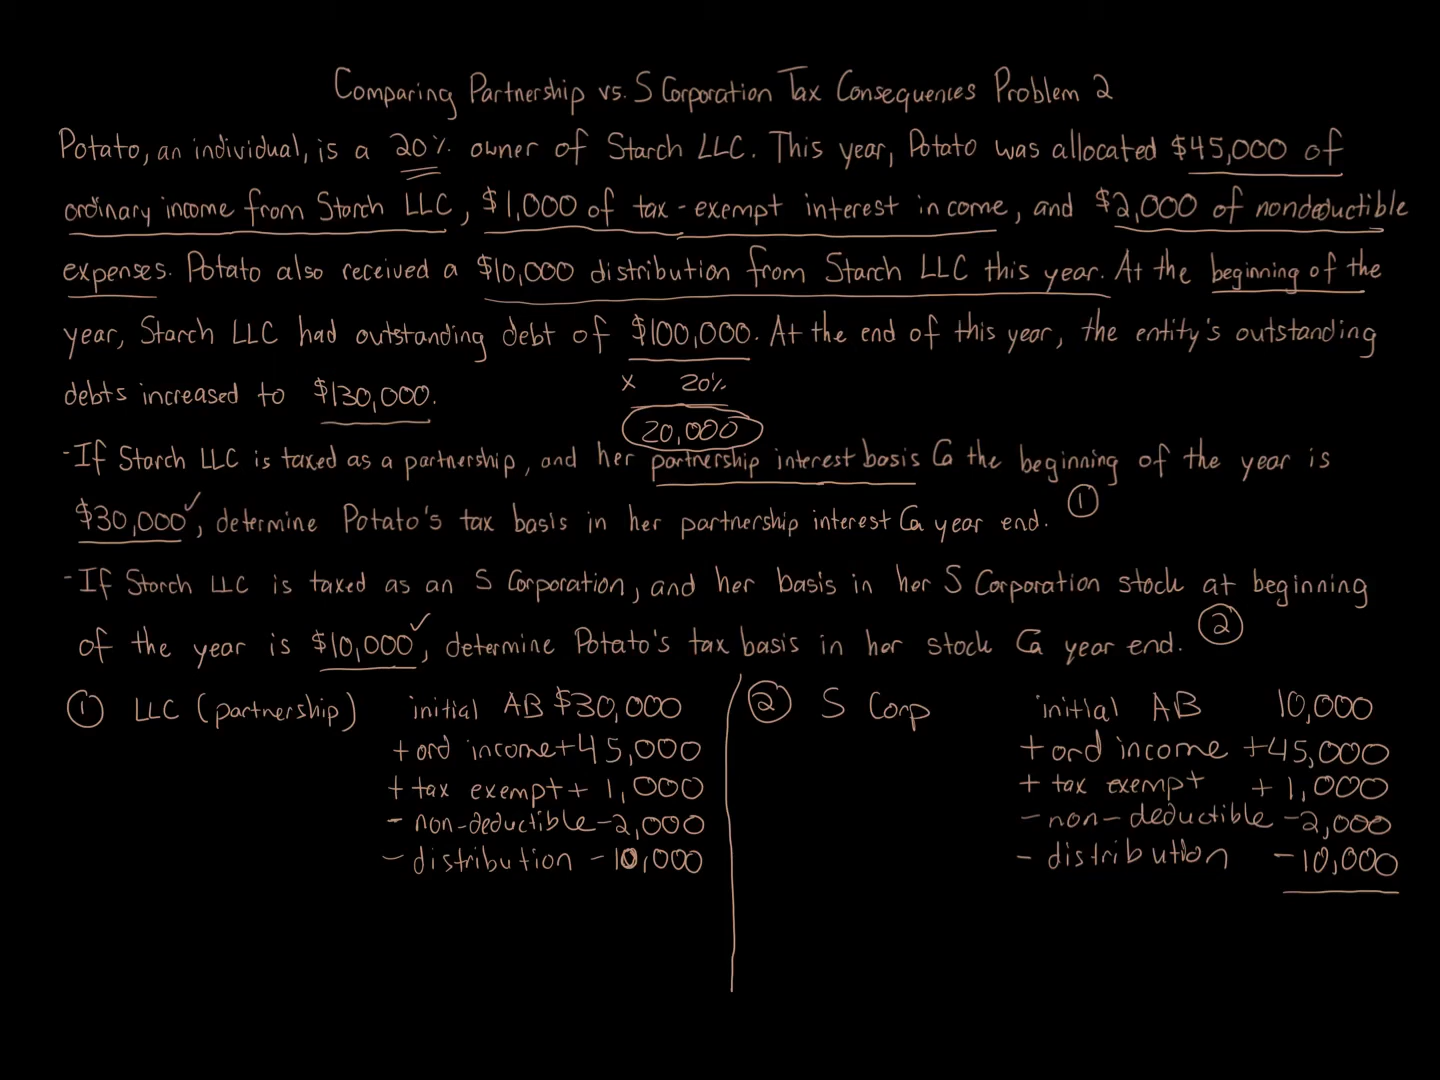 Comparing Partnership vs. S Corporation Tax Consequences Problem 2
Potato, an individual, is a 20% owner of Starch LLC. This year, Potato was allocated $45,000 of
ordinary income from Starch LLC, $1,000 of tax-exempt interest income, and $2,000 of nondeductible
expenses. Potato also received a $10,000 distribution from Starch LLC this year. At the beginning of the
year, Starch LLC had outstanding debt of $100,000. At the end of this year, the entity's outstanding
debts increased to $130,000.
x 20%
20,000
-If Starch LLC is taxed as a partnership, and her partnership interest basis @ the beginning of the year is
$30,000✓, determine Potato's tax basis in her partnership interest @ year end. ①
-If Starch LLC is taxed as an S Corporation, and her basis in her S Corporation stock at beginning
of the year is $10,000✓, determine Potato's tax basis in her stock @ year end. ②
① LLC (partnership) initial AB $30,000
+ ord income +45,000
+ tax exempt + 1,000
- non-deductible -2,000
- distribution -10,000
② S Corp initial AB 10,000
+ ord income +45,000
+ tax exempt + 1,000
- non-deductible -2,000
- distribution -10,000